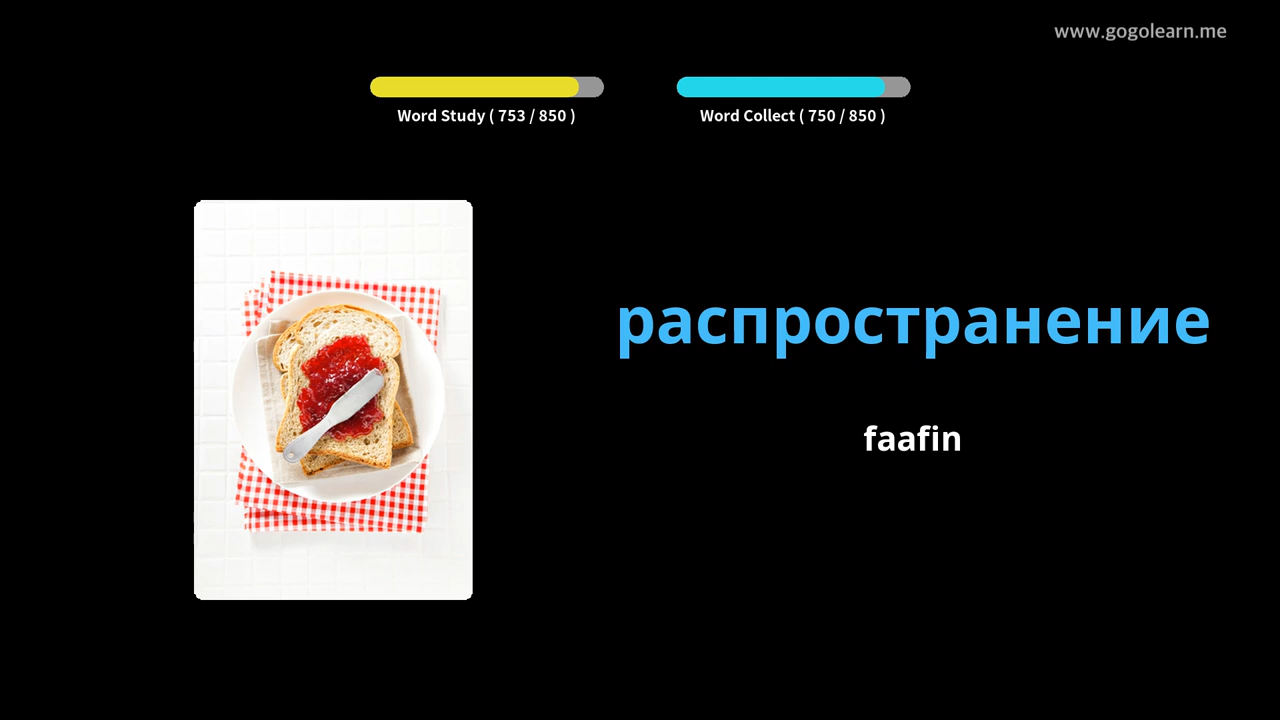 www.gogolearn.me
Word Study ( 753 / 850 )
Word Collect ( 750 / 850 )
распространение
faafin